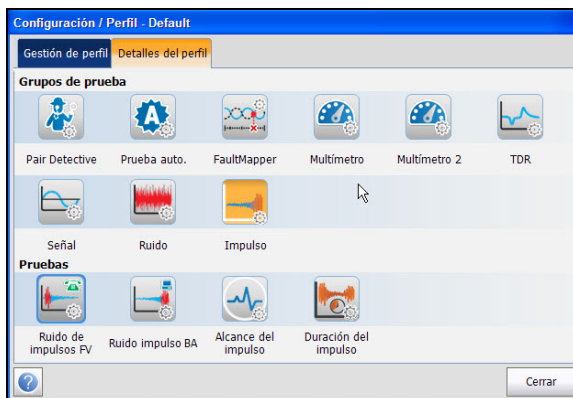 Configuración / Perfil - Default
Gestión de perfil Detalles del perfil
Grupos de prueba
Pair Detective Prueba auto. FaultMapper Multímetro Multímetro 2 TDR
Señal Ruido Impulso
Pruebas
Ruido de impulsos FV Ruido impulso BA Alcance del impulso Duración del impulso
Cerrar